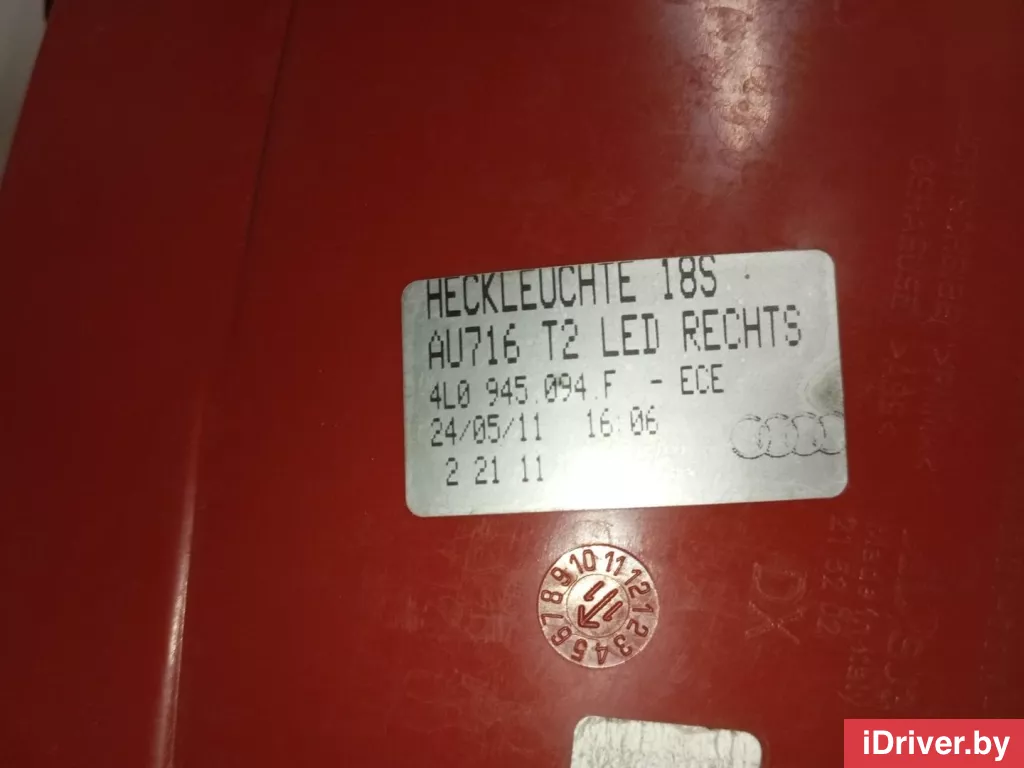 HECKLEUCHTE 18S
AU716 T2 LED RECHTS
4L0 945.094.F - ECE
24/05/11 16:06
2 21 11
1 2 3 4 5 6 7 8 9 10 11 12
11
iDriver.by